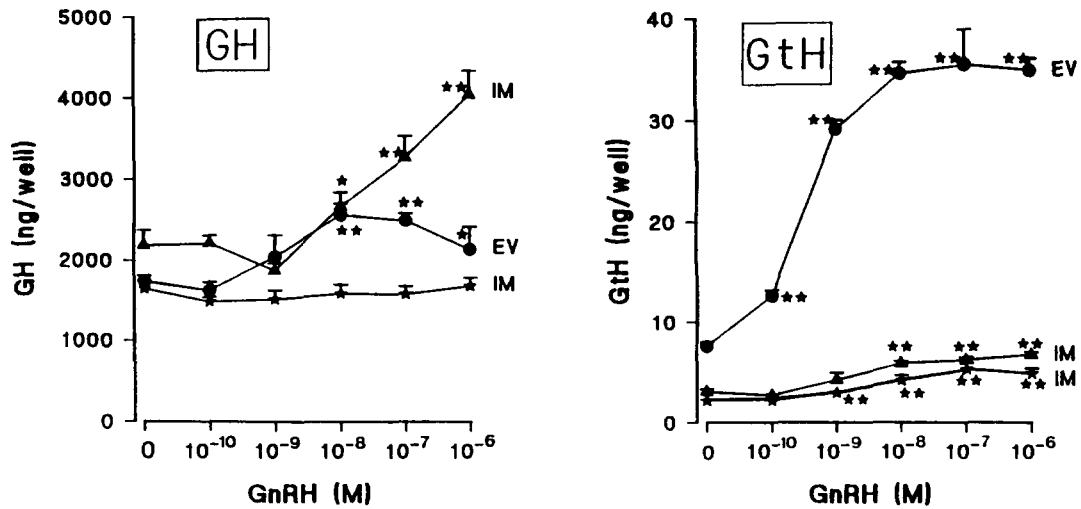 GH
GH (ng/well)
5000
4000
3000
2000
1000
0
IM
EV
IM
★★
★★
★
★★
★★
★
0 10⁻¹⁰ 10⁻⁹ 10⁻⁸ 10⁻⁷ 10⁻⁶
GnRH (M)
GtH
GtH (ng/well)
40
30
20
10
0
EV
IM
IM
★★ ★★ ★★ ★★
★★
★★ ★★ ★★
★★ ★★ ★★ ★★
0 10⁻¹⁰ 10⁻⁹ 10⁻⁸ 10⁻⁷ 10⁻⁶
GnRH (M)